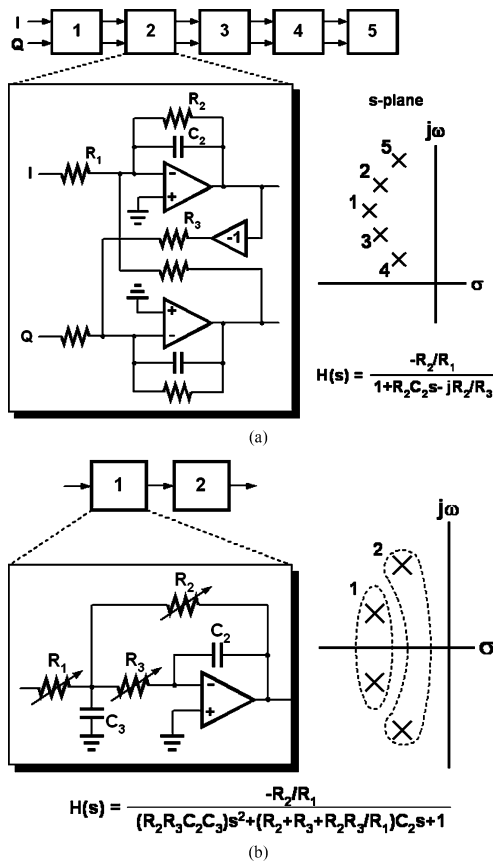 I
Q
1 2 3 4 5
R2
C2
R1
I
-
+
R3
-1
+
-
Q
s-plane
jω
5
2
1
3
4
σ
H(s) = -R2/R1 / 1+R2C2s-jR2/R3
(a)
1 2
R2
C2
R1
R3
-
+
C3
jω
2
1
σ
H(s) = -R2/R1 / (R2R3C2C3)s²+(R2+R3+R2R3/R1)C2s+1
(b)